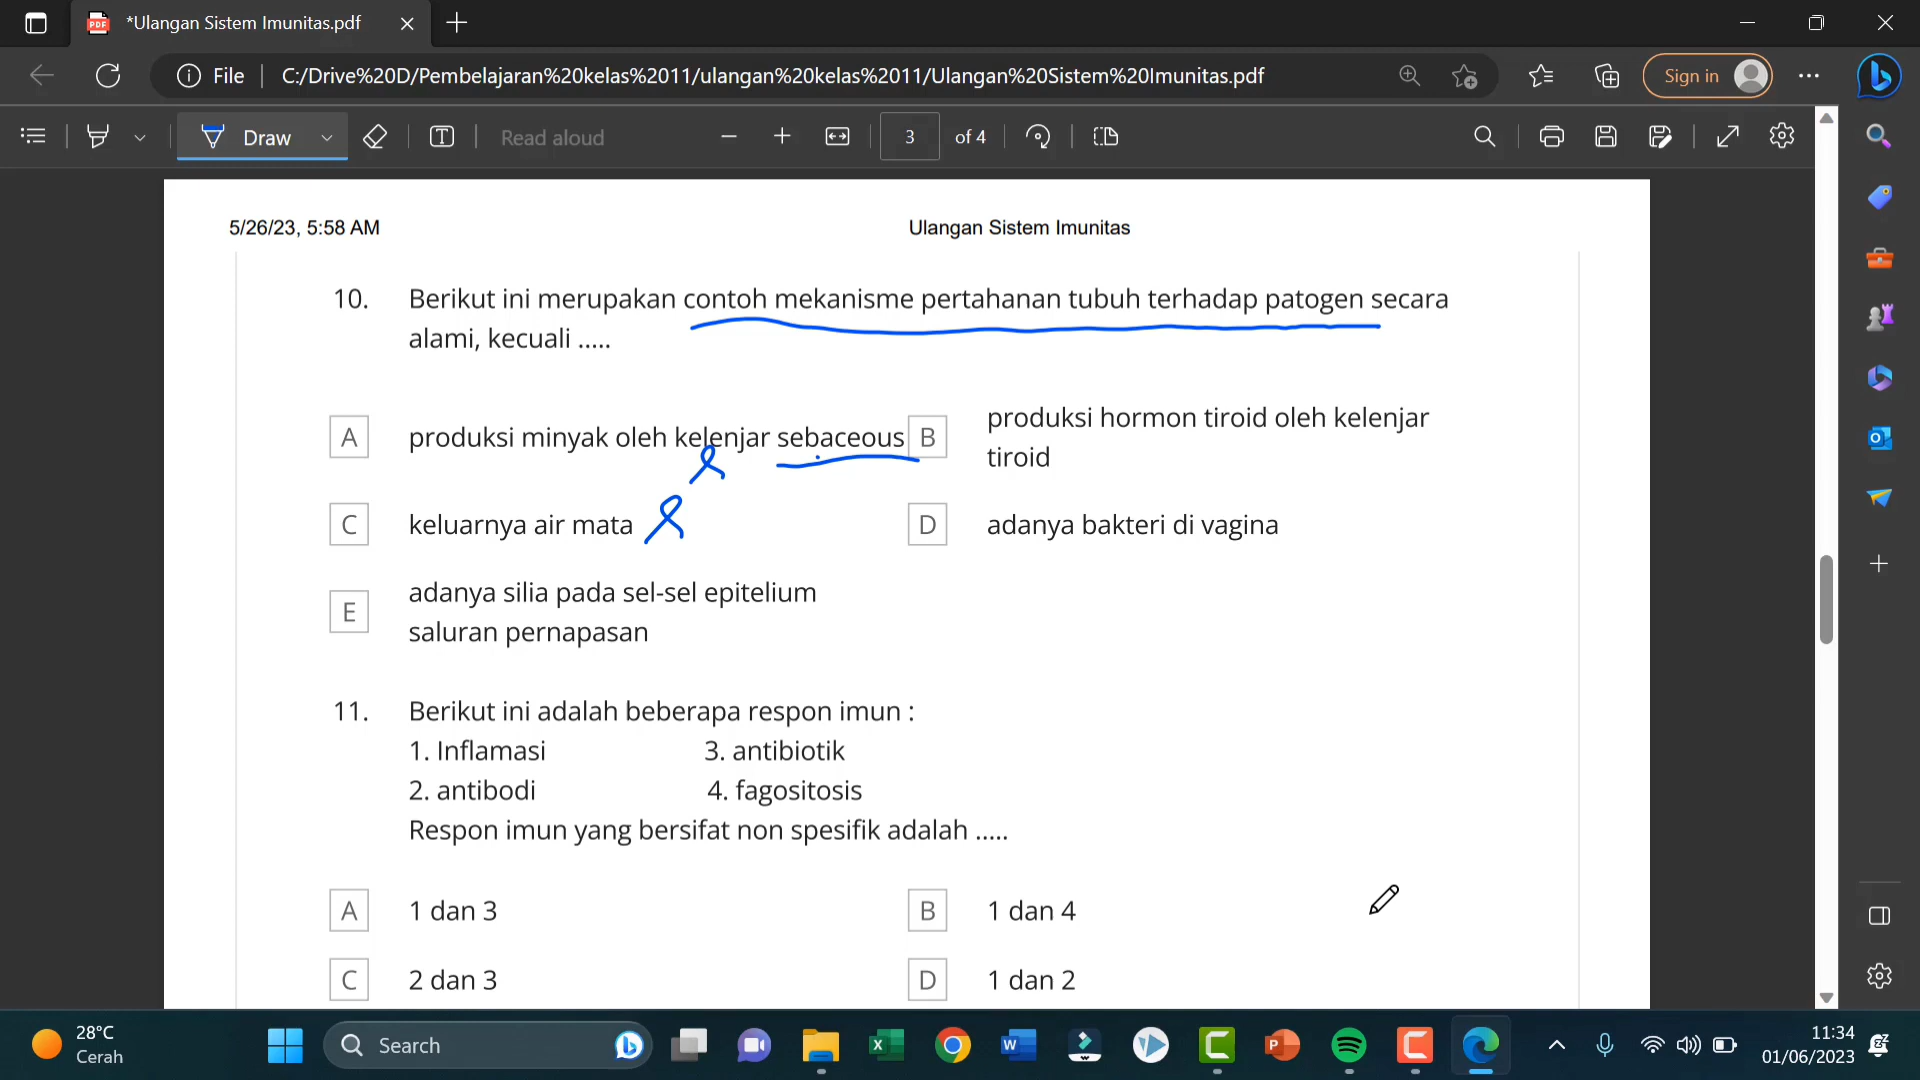 *Ulangan Sistem Imunitas.pdf
File
C:/Drive%20D/Pembelajaran%20kelas%2011/ulangan%20kelas%2011/Ulangan%20Sistem%20Imunitas.pdf
Sign in
Draw
Read aloud
3 of 4
5/26/23, 5:58 AM
Ulangan Sistem Imunitas
10. Berikut ini merupakan contoh mekanisme pertahanan tubuh terhadap patogen secara
alami, kecuali .....
A produksi minyak oleh kelenjar sebaceous
B produksi hormon tiroid oleh kelenjar
tiroid
C keluarnya air mata
D adanya bakteri di vagina
E adanya silia pada sel-sel epitelium
saluran pernapasan
11. Berikut ini adalah beberapa respon imun :
1. Inflamasi 3. antibiotik
2. antibodi 4. fagositosis
Respon imun yang bersifat non spesifik adalah .....
A 1 dan 3
B 1 dan 4
C 2 dan 3
D 1 dan 2
28°C
Cerah
Search
11:34
01/06/2023